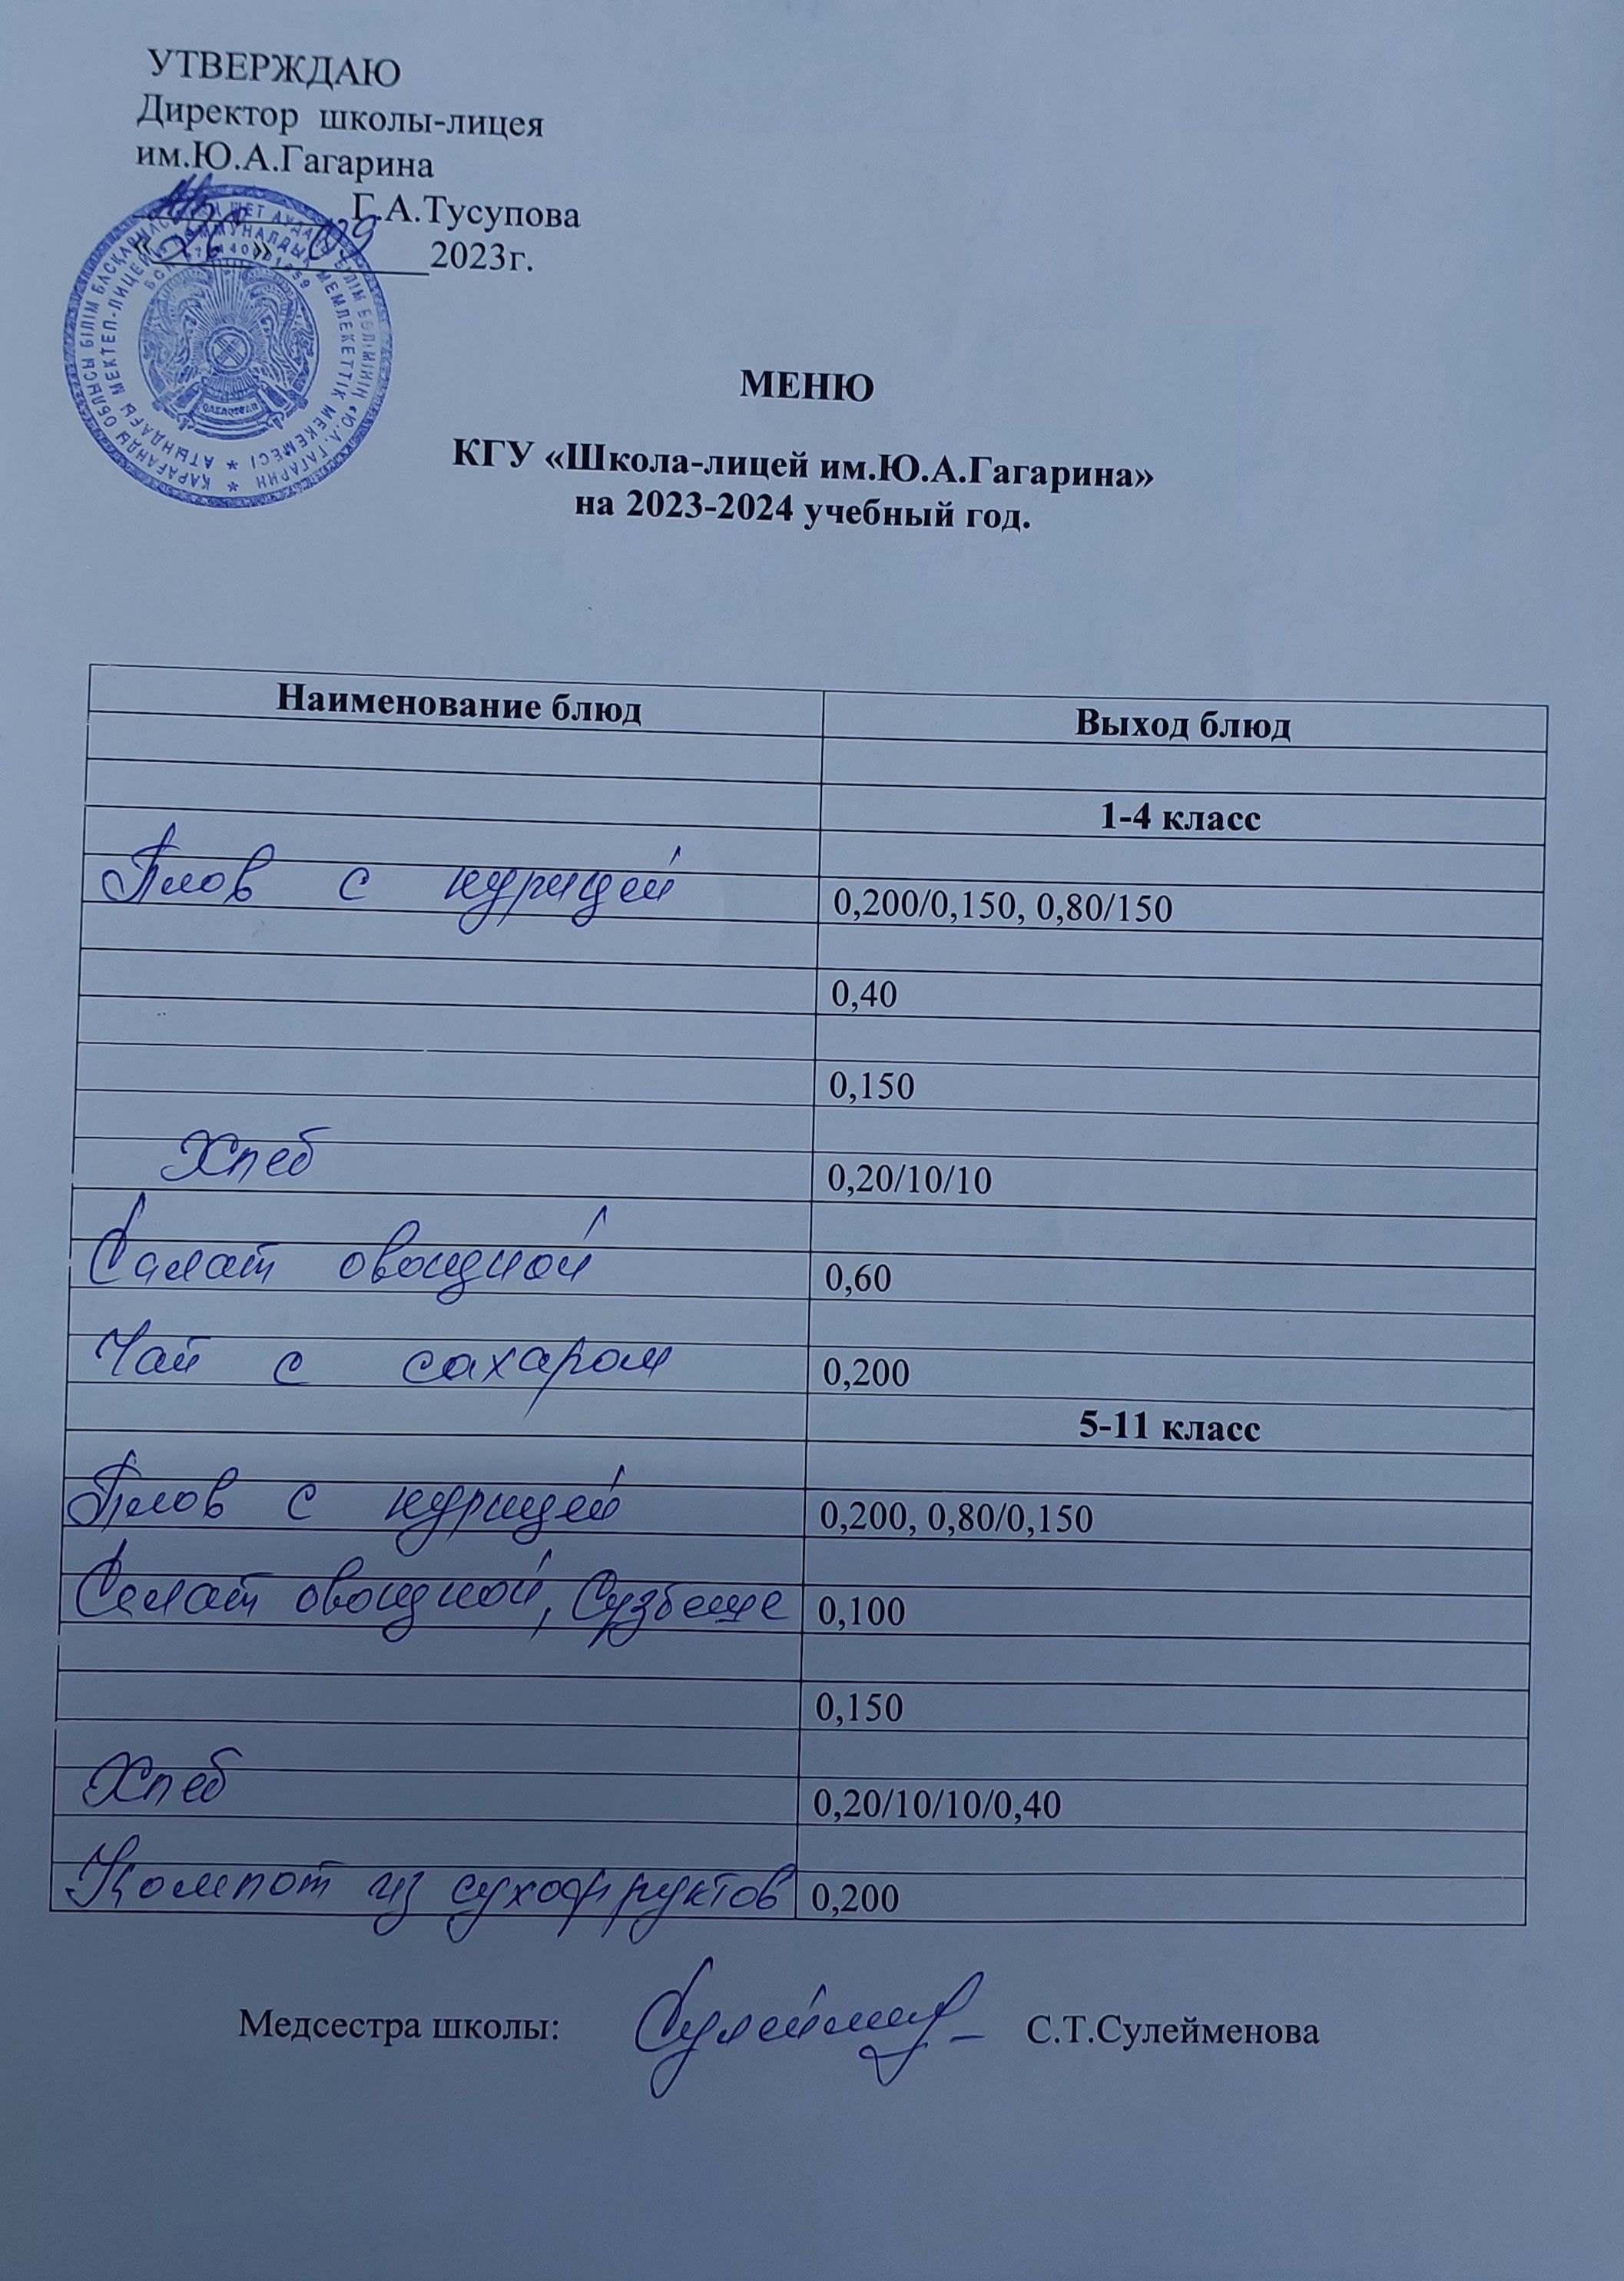 УТВЕРЖДАЮ
Директор школы-лицея
им.Ю.А.Гагарина
Г.А.Тусупова
«26» 09 2023г.
МЕНЮ
КГУ «Школа-лицей им.Ю.А.Гагарина»
на 2023-2024 учебный год.
Наименование блюд Выход блюд
1-4 класс
Плов с курицей 0,200/0,150, 0,80/150
0,40
0,150
Хлеб 0,20/10/10
Салат овощной 0,60
Чай с сахаром 0,200
5-11 класс
Плов с курицей 0,200, 0,80/0,150
Салат овощной, Сузбеше 0,100
0,150
Хлеб 0,20/10/10/0,40
Компот из сухофруктов 0,200
Медсестра школы: С.Т.Сулейменова